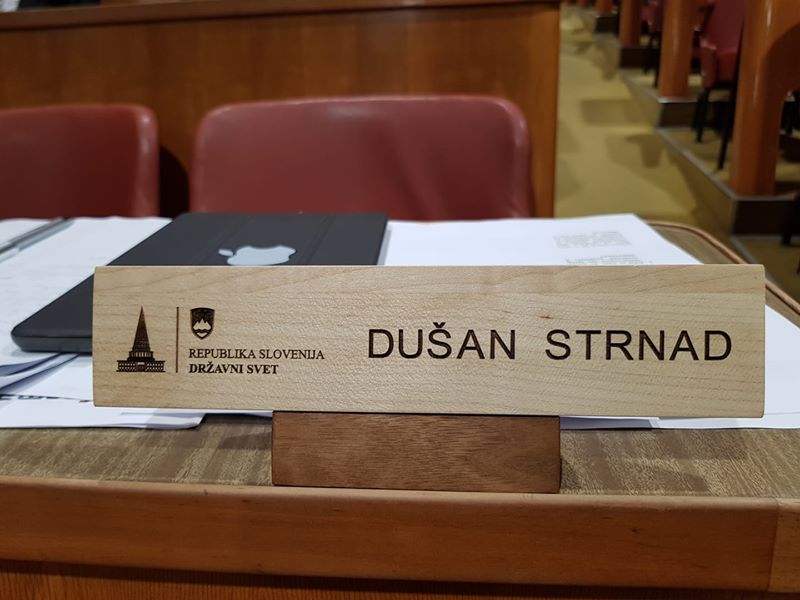 REPUBLIKA SLOVENIJA
DRŽAVNI SVET
DUŠAN STRNAD